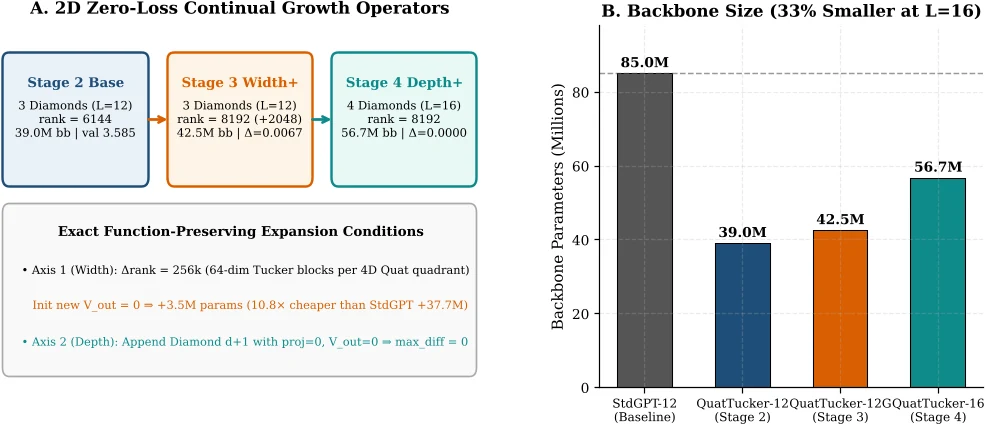 A. 2D Zero-Loss Continual Growth Operators
Stage 2 Base
3 Diamonds (L=12)
rank = 6144
39.0M bb | val 3.585
Stage 3 Width+
3 Diamonds (L=12)
rank = 8192 (+2048)
42.5M bb | Δ=0.0067
Stage 4 Depth+
4 Diamonds (L=16)
rank = 8192
56.7M bb | Δ=0.0000
Exact Function-Preserving Expansion Conditions
• Axis 1 (Width): Δrank = 256k (64-dim Tucker blocks per 4D Quat quadrant)
Init new V_out = 0 ⇒ +3.5M params (10.8× cheaper than StdGPT +37.7M)
• Axis 2 (Depth): Append Diamond d+1 with proj=0, V_out=0 ⇒ max_diff = 0
B. Backbone Size (33% Smaller at L=16)
Backbone Parameters (Millions)
80
60
40
20
0
85.0M
39.0M
42.5M
56.7M
StdGPT-12
(Baseline)
QuatTucker-12
(Stage 2)
QuatTucker-12G
(Stage 3)
QuatTucker-16
(Stage 4)